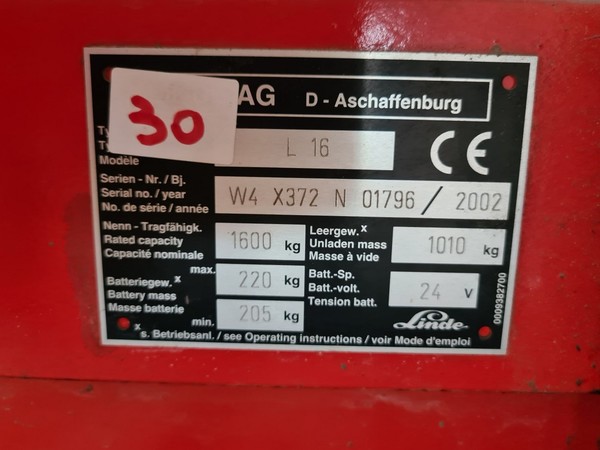 30
AG D - Aschaffenburg
L 16
Modèle
CE
Serien - Nr. / Bj.
Serial no. / year
No. de série / année
W4 X372 N 01796 / 2002
Nenn - Tragfähigk.
Rated capacity
Capacité nominale
1600 kg
Leergew. x
Unladen mass
Masse à vide
1010 kg
max.
Batteriegew. x
Battery mass
Masse batterie
min.
220 kg
205 kg
Batt.-Sp.
Batt.-volt.
Tension batt.
24 V
Linde
0009382700
x s. Betriebsanl. / see Operating instructions / voir Mode d'emploi